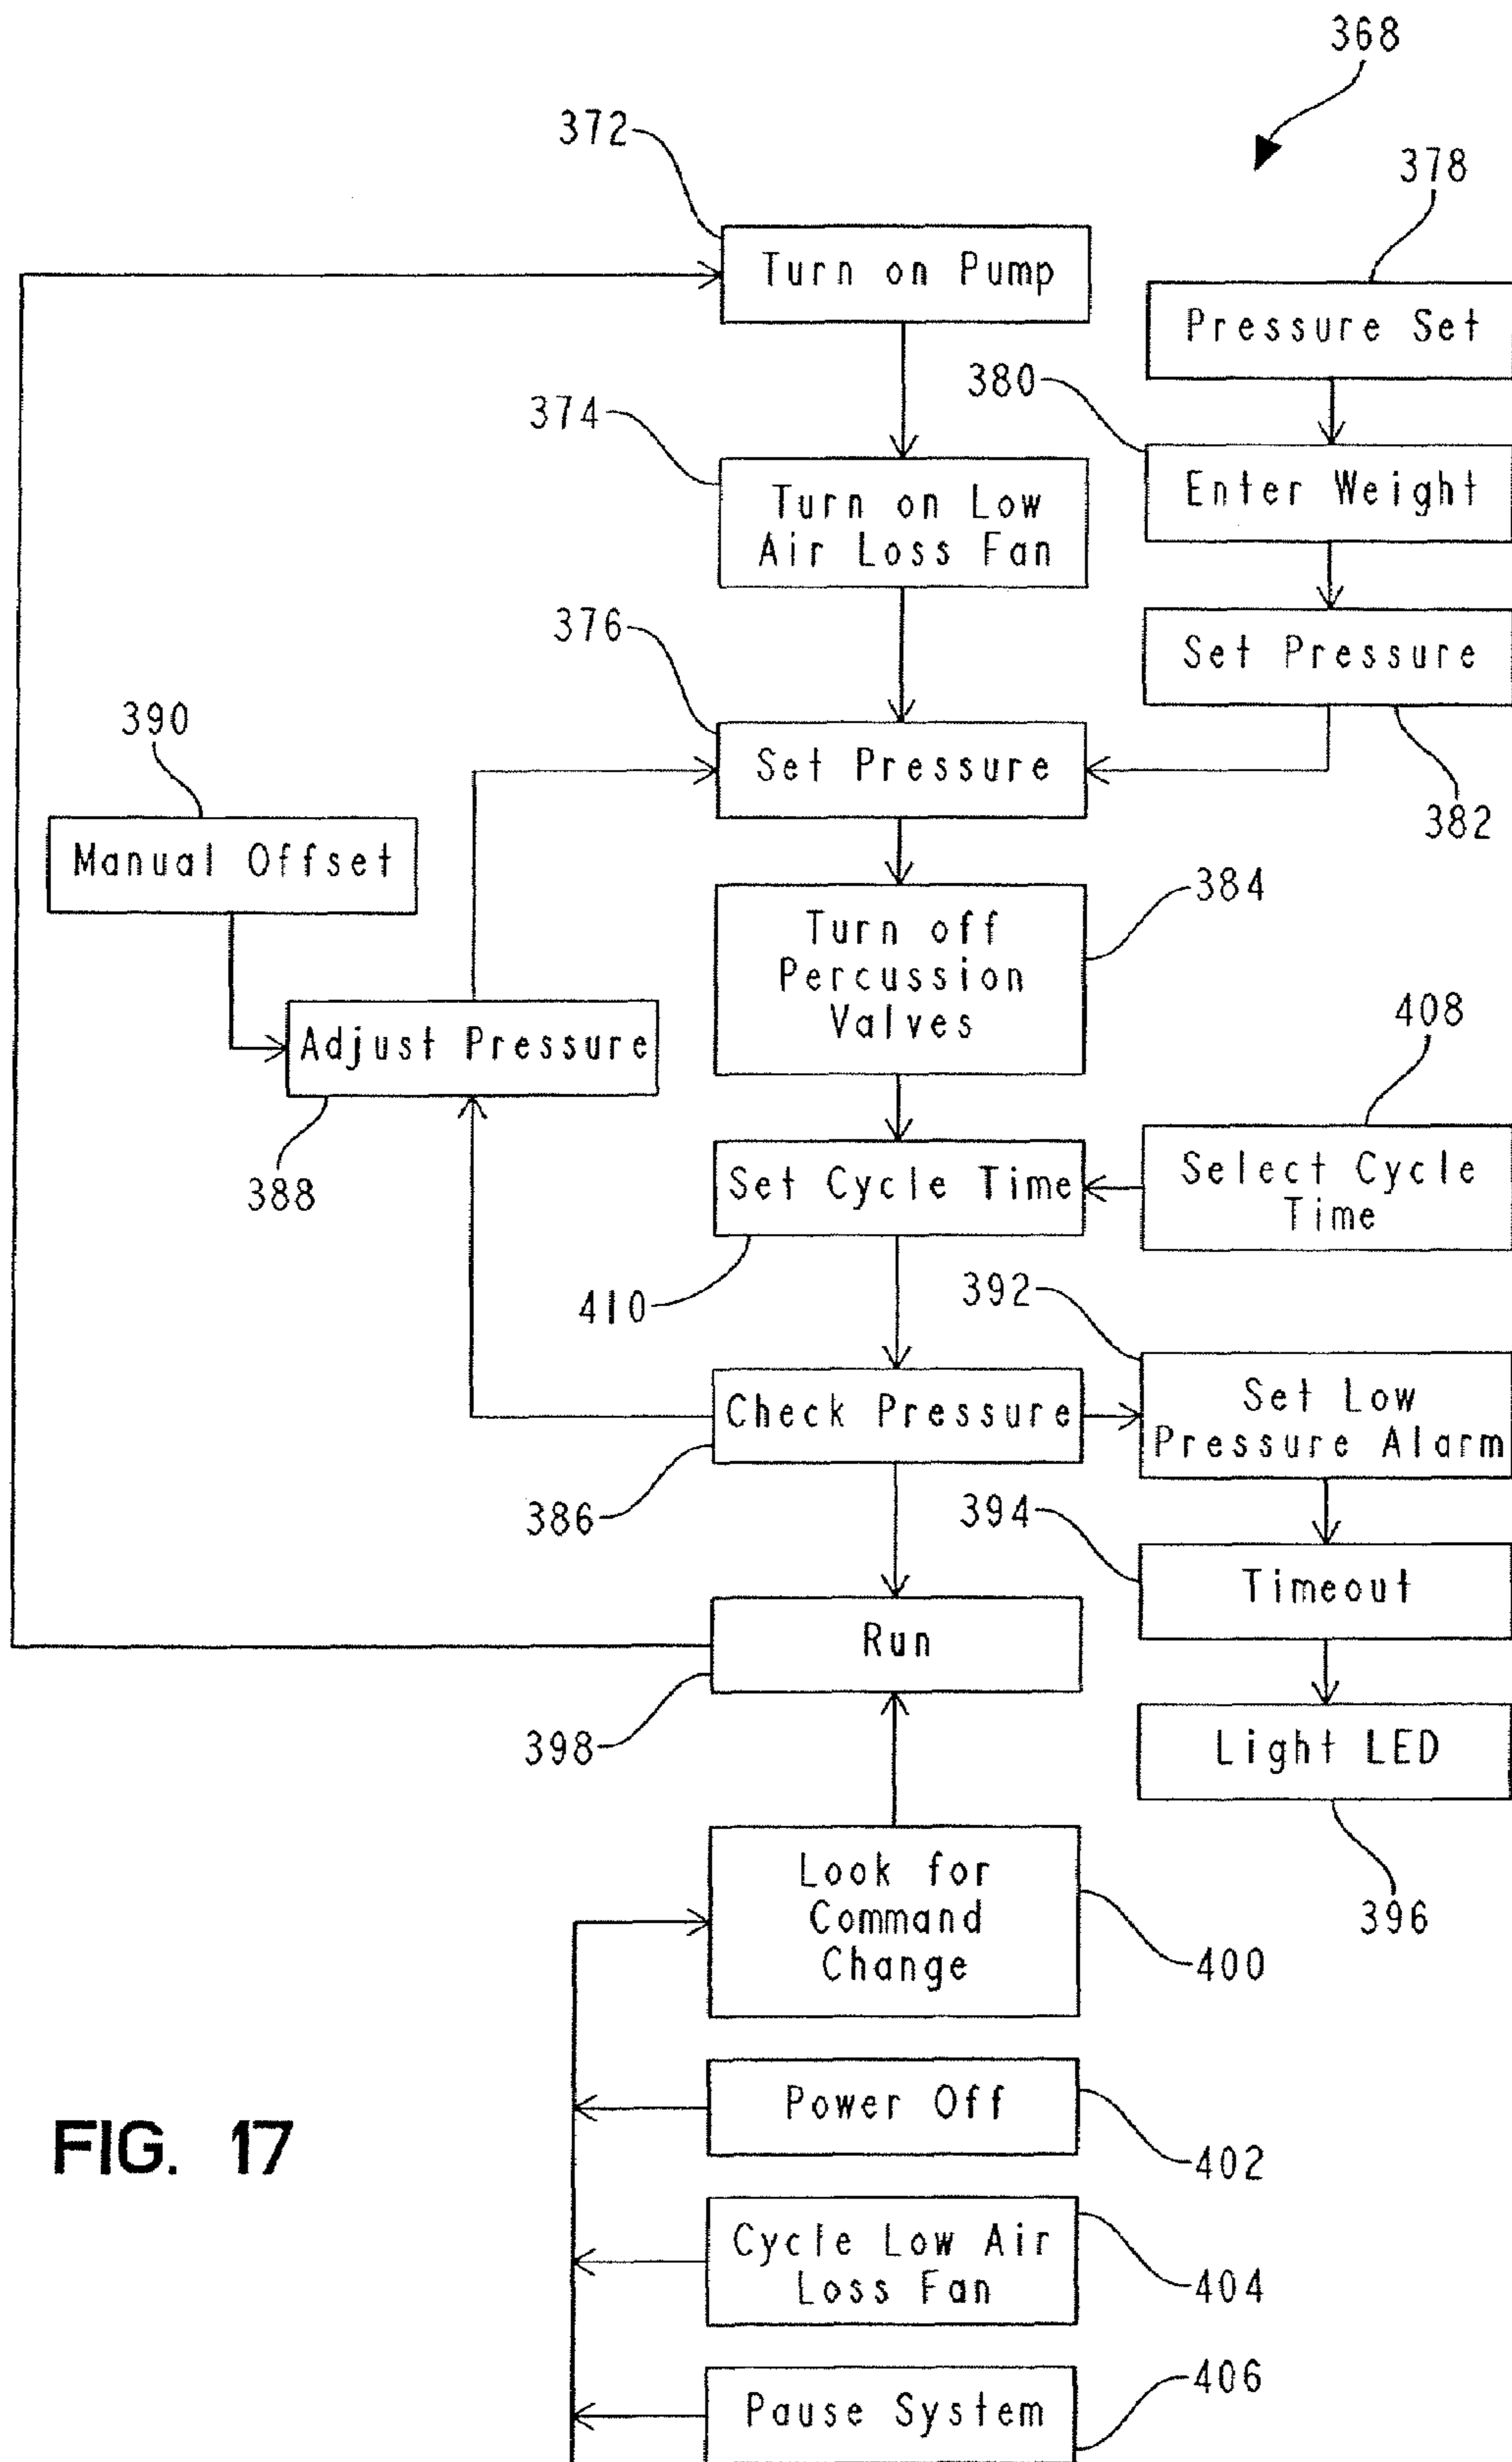 368
372
378
Turn on Pump
Pressure Set
380
374
Enter Weight
Turn on Low
Air Loss Fan
376
Set Pressure
390
Set Pressure
382
Manual Offset
384
Turn off
Percussion
Valves
408
Adjust Pressure
388
Set Cycle Time
Select Cycle
Time
410
392
Check Pressure
Set Low
Pressure Alarm
386
394
Timeout
Run
398
Light LED
Look for
Command
Change
396
400
Power Off
FIG. 17
402
Cycle Low Air
Loss Fan
404
406
Pause System